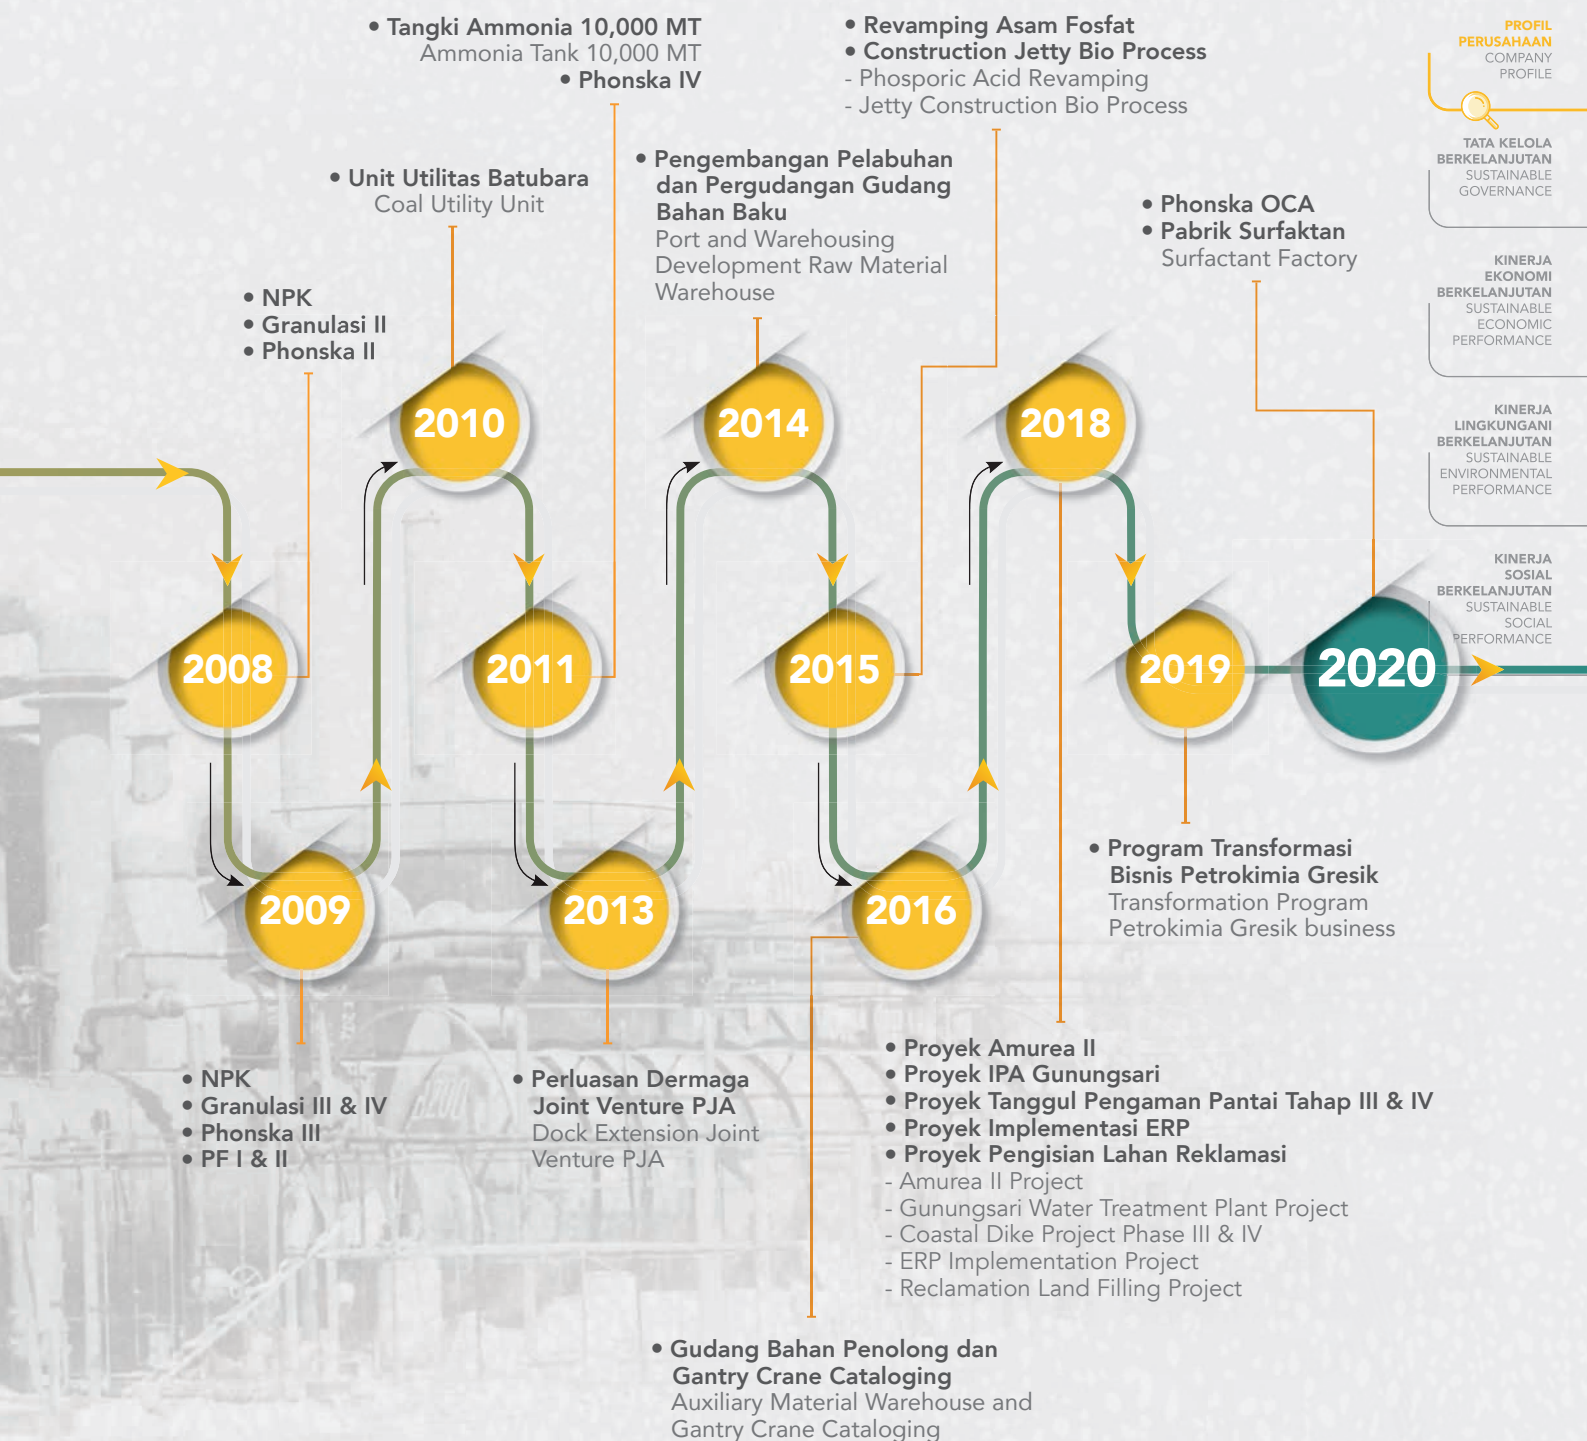 • Tangki Ammonia 10,000 MT
Ammonia Tank 10,000 MT
• Phonska IV
• Revamping Asam Fosfat
• Construction Jetty Bio Process
- Phosporic Acid Revamping
- Jetty Construction Bio Process
PROFIL
PERUSAHAAN
COMPANY
PROFILE
TATA KELOLA
BERKELANJUTAN
SUSTAINABLE
GOVERNANCE
KINERJA
EKONOMI
BERKELANJUTAN
SUSTAINABLE
ECONOMIC
PERFORMANCE
KINERJA
LINGKUNGANI
BERKELANJUTAN
SUSTAINABLE
ENVIRONMENTAL
PERFORMANCE
KINERJA
SOSIAL
BERKELANJUTAN
SUSTAINABLE
SOCIAL
PERFORMANCE
• Unit Utilitas Batubara
Coal Utility Unit
• Pengembangan Pelabuhan
dan Pergudangan Gudang
Bahan Baku
Port and Warehousing
Development Raw Material
Warehouse
• Phonska OCA
• Pabrik Surfaktan
Surfactant Factory
• NPK
• Granulasi II
• Phonska II
2010
2014
2018
2008
2011
2015
2019
2020
2009
2013
2016
• Program Transformasi
Bisnis Petrokimia Gresik
Transformation Program
Petrokimia Gresik business
• NPK
• Granulasi III & IV
• Phonska III
• PF I & II
• Perluasan Dermaga
Joint Venture PJA
Dock Extension Joint
Venture PJA
• Proyek Amurea II
• Proyek IPA Gunungsari
• Proyek Tanggul Pengaman Pantai Tahap III & IV
• Proyek Implementasi ERP
• Proyek Pengisian Lahan Reklamasi
- Amurea II Project
- Gunungsari Water Treatment Plant Project
- Coastal Dike Project Phase III & IV
- ERP Implementation Project
- Reclamation Land Filling Project
• Gudang Bahan Penolong dan
Gantry Crane Cataloging
Auxiliary Material Warehouse and
Gantry Crane Cataloging